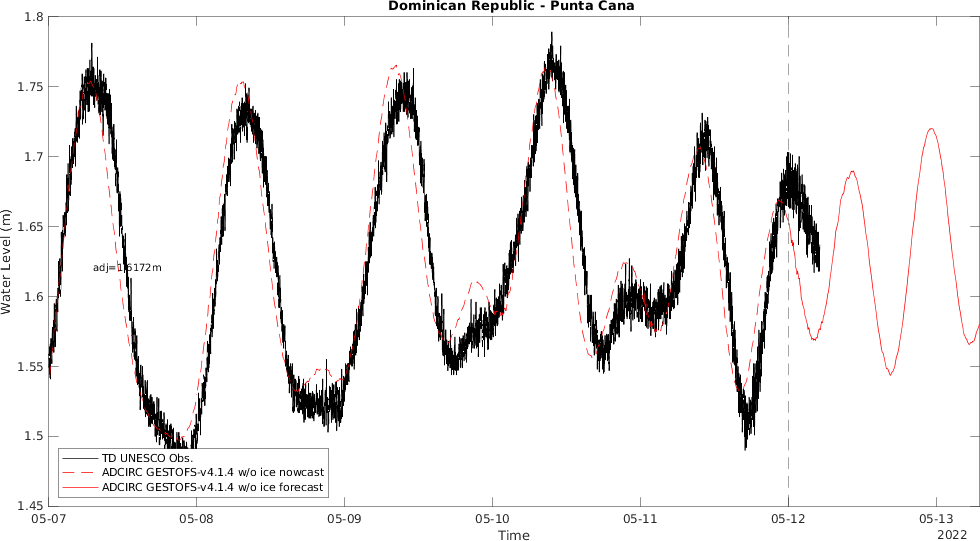 Dominican Republic - Punta Cana
1.8
1.75
1.7
1.65
1.6
1.55
1.5
1.45
Water Level (m)
adj=1.6172m
TD UNESCO Obs.
ADCIRC GESTOFS-v4.1.4 w/o ice nowcast
ADCIRC GESTOFS-v4.1.4 w/o ice forecast
05-07 05-08 05-09 05-10 05-11 05-12 05-13
Time
2022